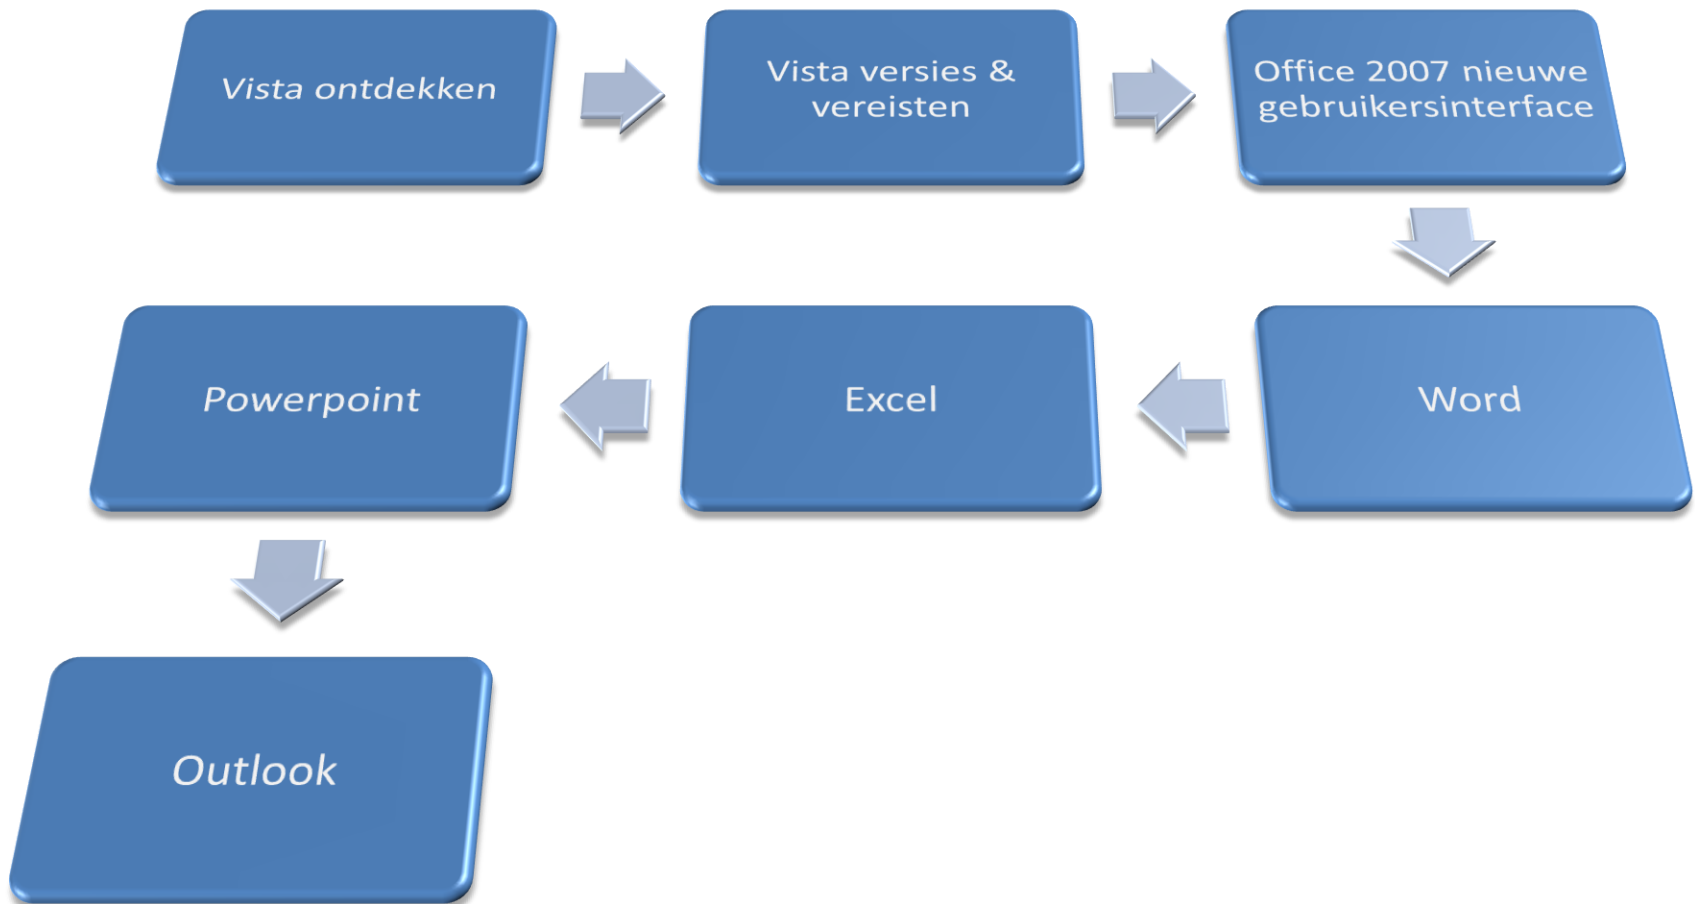 Vista ontdekken
Vista versies &
vereisten
Office 2007 nieuwe
gebruikersinterface
Word
Excel
Powerpoint
Outlook